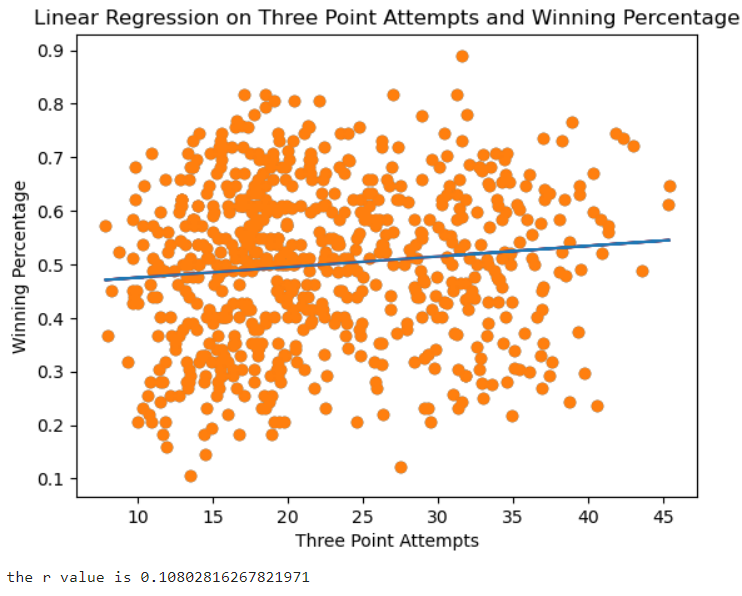 Linear Regression on Three Point Attempts and Winning Percentage
0.9
0.8
0.7
0.6
0.5
0.4
0.3
0.2
0.1
Winning Percentage
10 15 20 25 30 35 40 45
Three Point Attempts
the r value is 0.10802816267821971